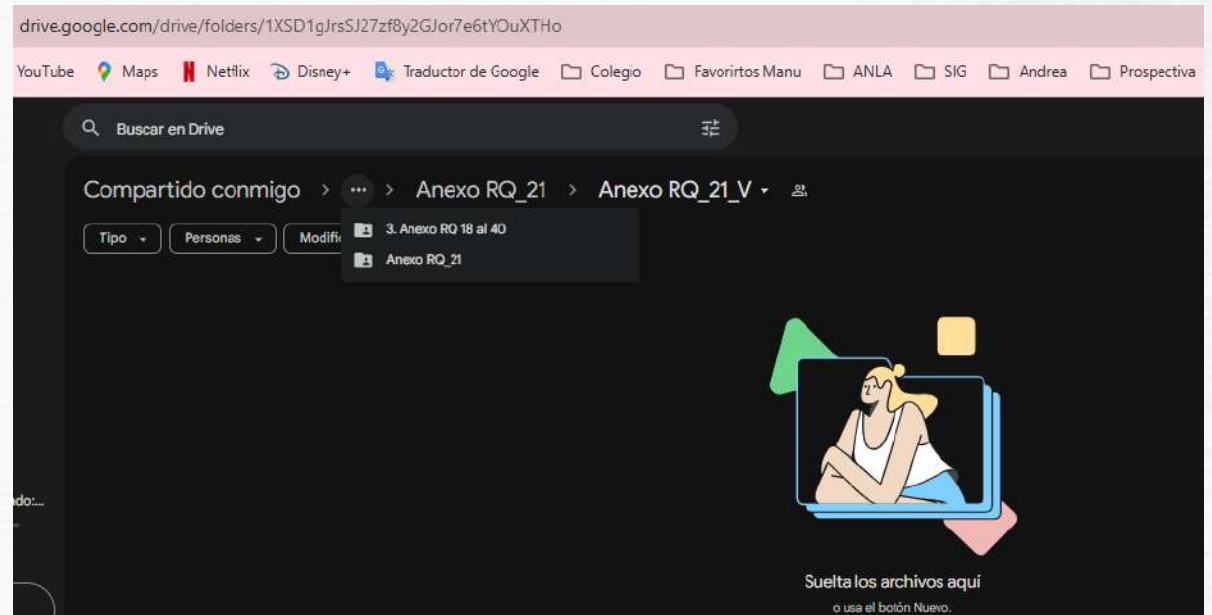 drive.google.com/drive/folders/1XSD1gJrsSJ27zf8y2GJor7e6tYOuXTHo
YouTube Maps Netflix Disney+ Traductor de Google Colegio Favorirtos Manu ANLA SIG Andrea Prospectiva
Buscar en Drive
Compartido conmigo > ··· > Anexo RQ_21 > Anexo RQ_21_V
Tipo Personas Modific
3. Anexo RQ 18 al 40
Anexo RQ_21
do:...
Suelta los archivos aquí
o usa el botón Nuevo.